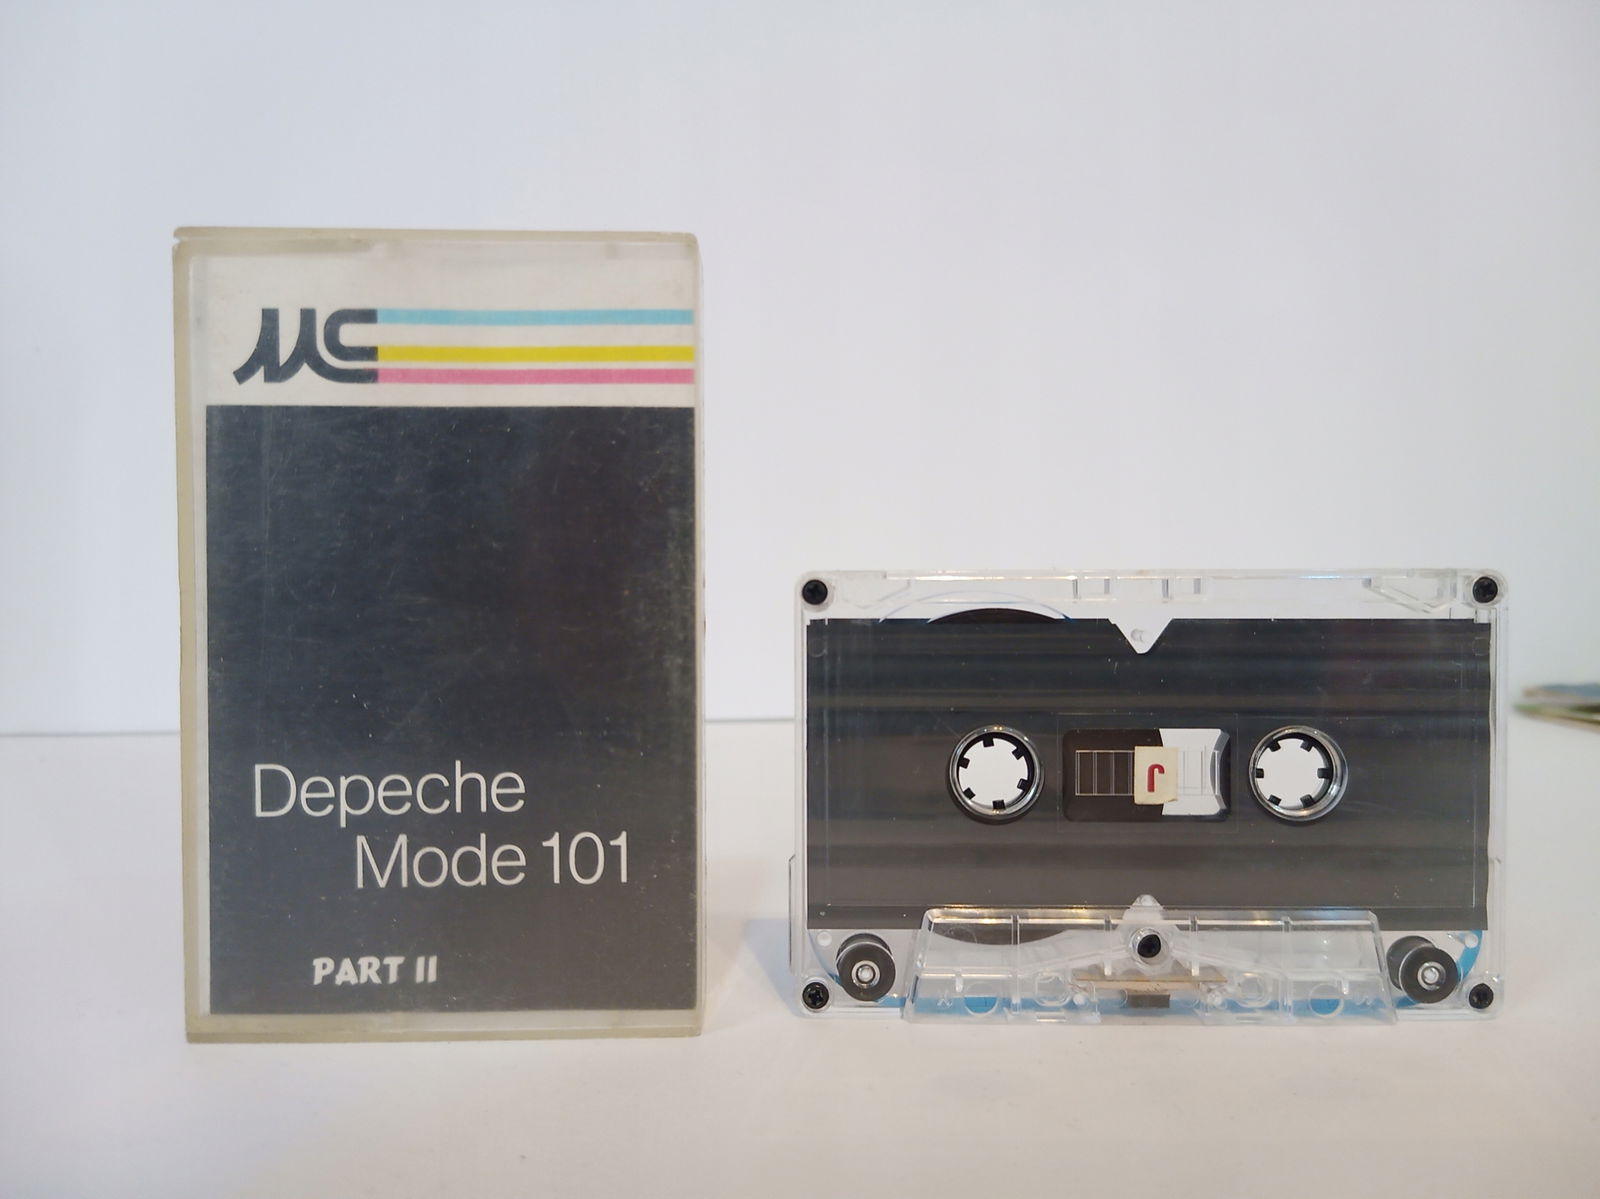 MC
Depeche
Mode 101
PART II